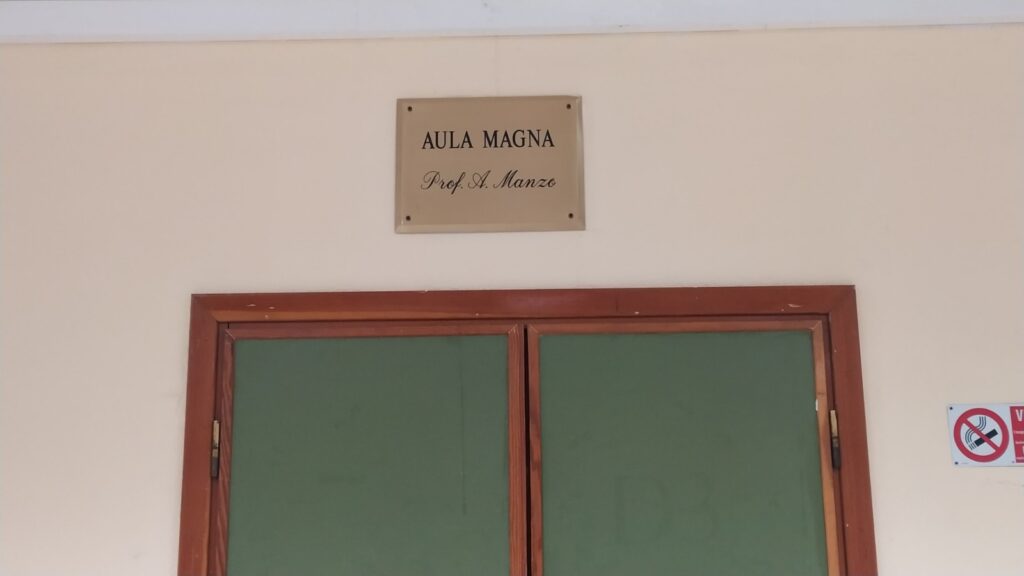 AULA MAGNA
Prof. A. Manzo